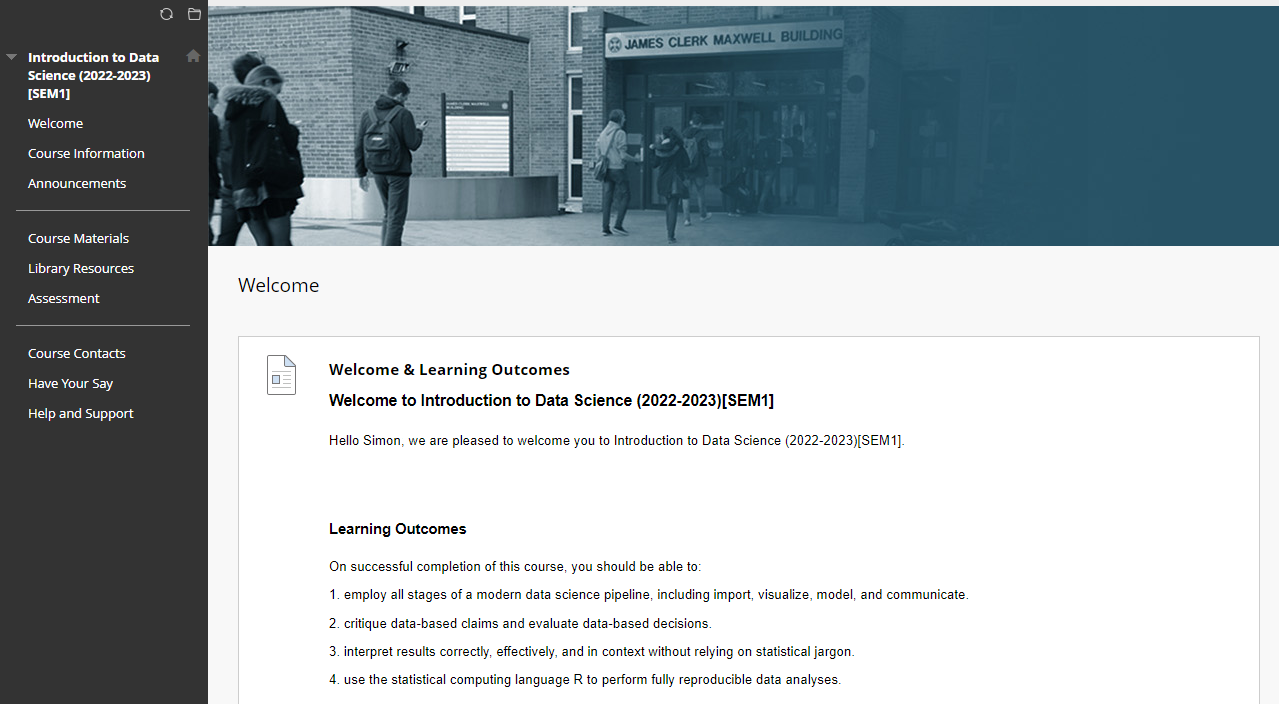 Introduction to Data
Science (2022-2023)
[SEM1]
Welcome
Course Information
Announcements
Course Materials
Library Resources
Assessment
Course Contacts
Have Your Say
Help and Support
JAMES CLERK MAXWELL BUILDING
JAMES CLERK MAXWELL
BUILDING
Welcome
Welcome & Learning Outcomes
Welcome to Introduction to Data Science (2022-2023)[SEM1]
Hello Simon, we are pleased to welcome you to Introduction to Data Science (2022-2023)[SEM1].
Learning Outcomes
On successful completion of this course, you should be able to:
1. employ all stages of a modern data science pipeline, including import, visualize, model, and communicate.
2. critique data-based claims and evaluate data-based decisions.
3. interpret results correctly, effectively, and in context without relying on statistical jargon.
4. use the statistical computing language R to perform fully reproducible data analyses.